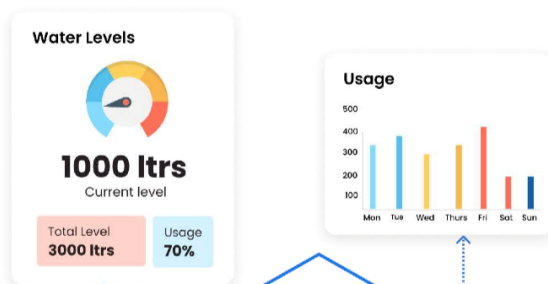 Water Levels
1000 ltrs
Current level
Total Level
3000 ltrs
Usage
70%
Usage
500
400
300
200
100
Mon Tue Wed Thurs Fri Sat Sun